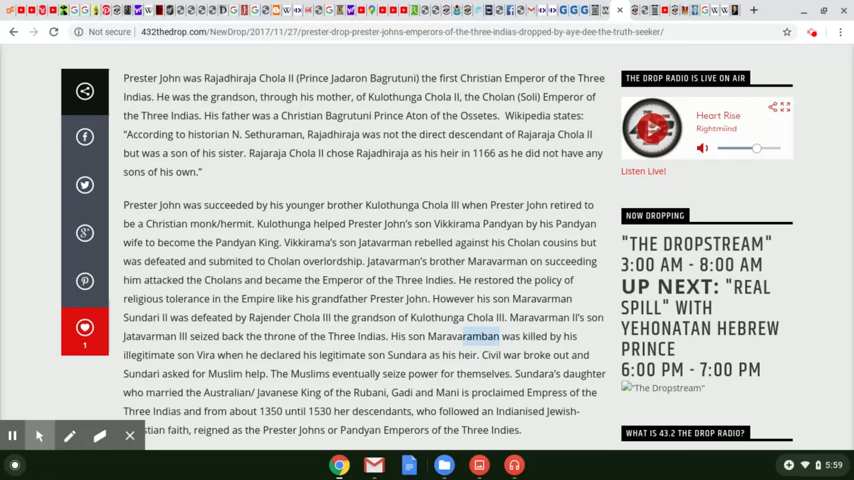 Not secure
432thedrop.com/NewDrop/2017/11/27/prester-drop-prester-johns-emperors-of-the-three-indias-dropped-by-aye-dee-the-truth-seeker/
Prester John was Rajadhiraja Chola II (Prince Jadaron Bagrutuni) the first Christian Emperor of the Three
Indias. He was the grandson, through his mother, of Kulothunga Chola II, the Cholan (Soli) Emperor of
the Three Indias. His father was a Christian Bagrutuni Prince Aton of the Ossetes. Wikipedia states:
"According to historian N. Sethuraman, Rajadhiraja was not the direct descendant of Rajaraja Chola II
but was a son of his sister. Rajaraja Chola II chose Rajadhiraja as his heir in 1166 as he did not have any
sons of his own."
Prester John was succeeded by his younger brother Kulothunga Chola III when Prester John retired to
be a Christian monk/hermit. Kulothunga helped Prester John's son Vikkirama Pandyan by his Pandyan
wife to become the Pandyan King. Vikkirama's son Jatavarman rebelled against his Cholan cousins but
was defeated and submitted to Cholan overlordship. Jatavarman's brother Maravarman on succeeding
him attacked the Cholans and became the Emperor of the Three Indias. He restored the policy of
religious tolerance in the Empire like his grandfather Prester John. However his son Maravarman
Sundari II was defeated by Rajender Chola III the grandson of Kulothunga Chola III. Maravarman II's son
Jatavarman III seized back the throne of the Three Indias. His son Maravaramban was killed by his
illegitimate son Vira when he declared his legitimate son Sundara as his heir. Civil war broke out and
Sundari asked for Muslim help. The Muslims eventually seize power for themselves. Sundara's daughter
who married the Australian/ Javanese King of the Rubani, Gadi and Mani is proclaimed Empress of the
Three Indias and from about 1350 until 1530 her descendants, who followed an Indianised Jewish-
stian faith, reigned as the Prester Johns or Pandyan Emperors of the Three Indies.
1
THE DROP RADIO IS LIVE ON AIR
Heart Rise
Rightmiind
Listen Live!
NOW DROPPING
"THE DROPSTREAM"
3:00 AM - 8:00 AM
UP NEXT: "REAL
SPILL" WITH
YEHONATAN HEBREW
PRINCE
6:00 PM - 7:00 PM
"The Dropstream"
WHAT IS 43.2 THE DROP RADIO?
5:59